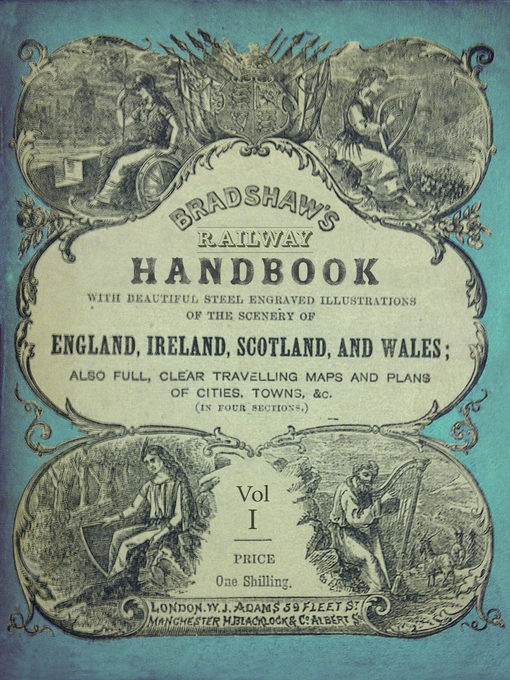 BRADSHAW'S
RAILWAY
HANDBOOK
WITH BEAUTIFUL STEEL ENGRAVED ILLUSTRATIONS
OF THE SCENERY OF
ENGLAND, IRELAND, SCOTLAND, AND WALES;
ALSO FULL, CLEAR TRAVELLING MAPS AND PLANS
OF CITIES, TOWNS, &c.
(IN FOUR SECTIONS.)
Vol
I
PRICE
One Shilling.
LONDON. W. J. ADAMS 59 FLEET ST
MANCHESTER H. BLACKLOCK & Co ALBERT Sq